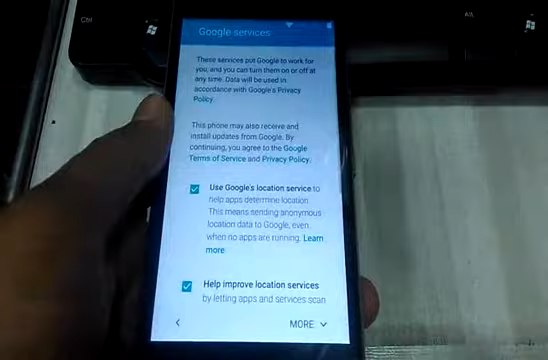 Ctrl
Alt
Google services
These services put Google to work for
you, and you can turn them on or off at
any time. Data will be used in
accordance with Google's Privacy
Policy.
This phone may also receive and
install updates from Google. By
continuing, you agree to the Google
Terms of Service and Privacy Policy.
Use Google's location service to
help apps determine location.
This means sending anonymous
location data to Google, even
when no apps are running. Learn
more
Help improve location services
by letting apps and services scan
MORE